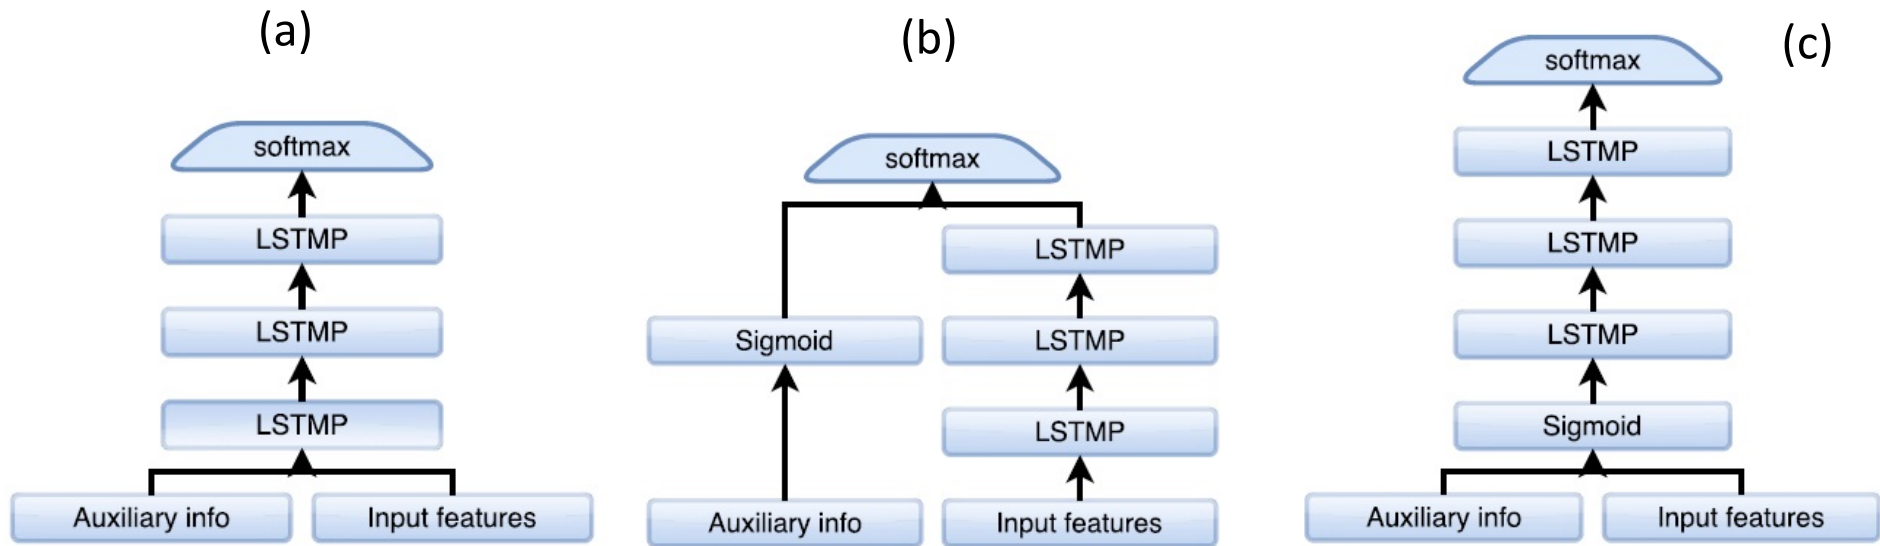 (a)
softmax
LSTMP
LSTMP
LSTMP
Auxiliary info
Input features
(b)
softmax
LSTMP
Sigmoid
LSTMP
LSTMP
Auxiliary info
Input features
(c)
softmax
LSTMP
LSTMP
LSTMP
Sigmoid
Auxiliary info
Input features